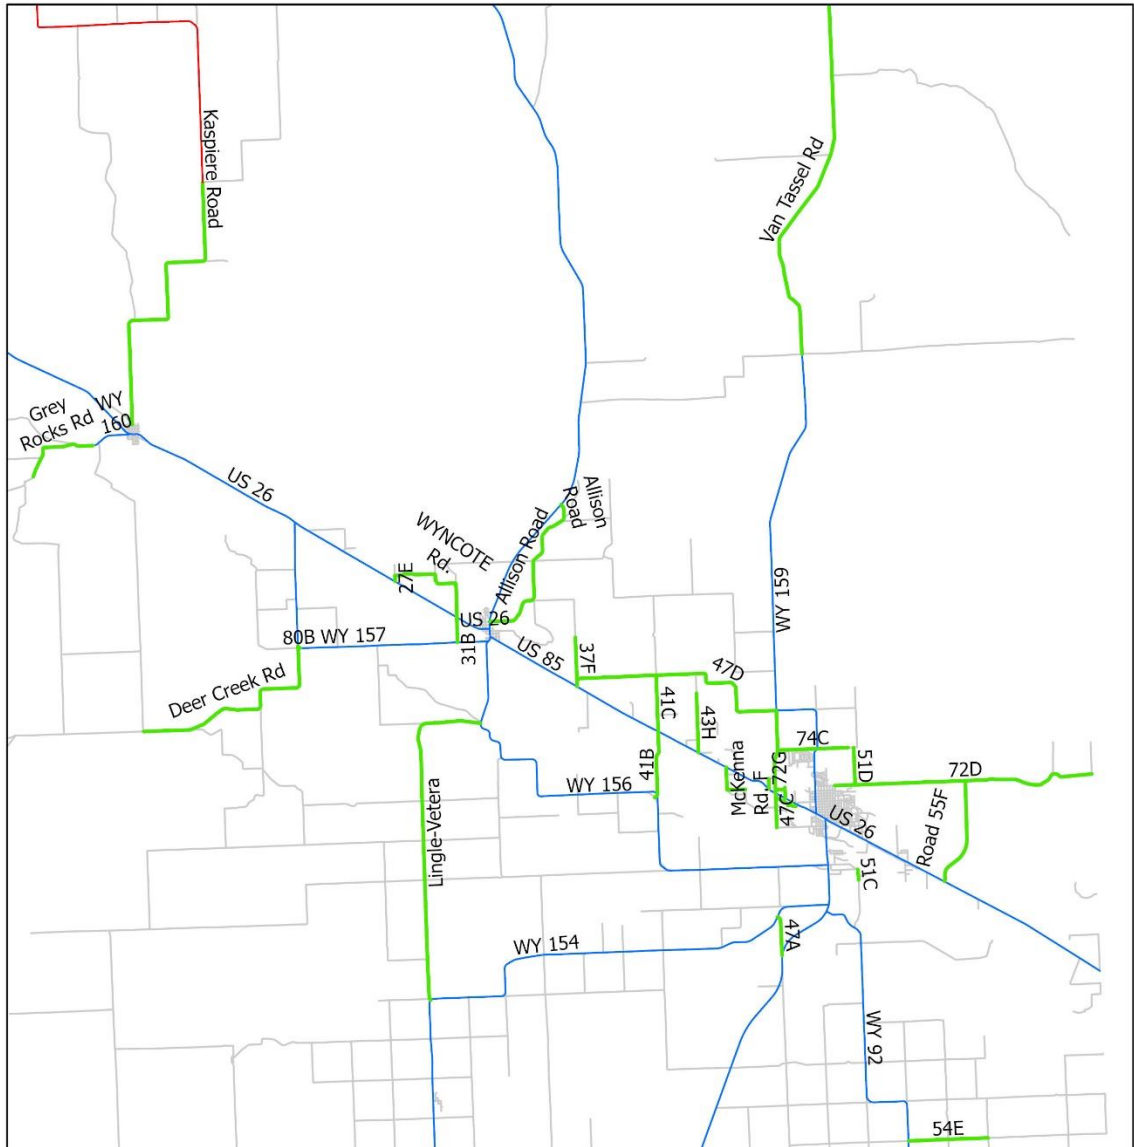 Kaspiere Road
Van Tassel Rd
Grey
Rocks Rd
WY
160
US 26
WYNCOTE
Rd.
27E
Allison
Road
Allison Road
US 26
31B
80B WY 157
US 85
37F
WY 159
Deer Creek Rd
47D
41C
43H
74C
51D
72D
McKenna
Rd. F
72G
47C
41B
WY 156
Lingle-Vetera
US 26
Road 55F
51C
47A
WY 154
WY 92
54E